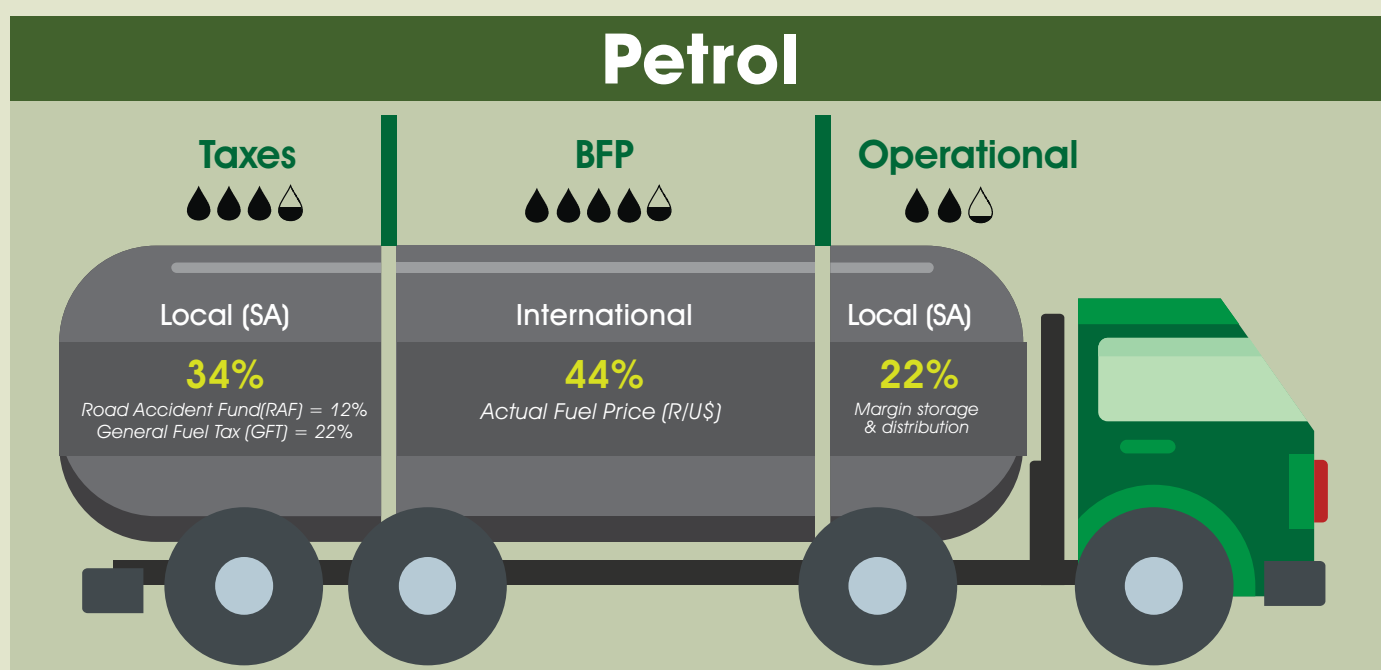 Petrol
Taxes
BFP
Operational
Local (SA)
International
Local (SA)
34%
44%
22%
Road Accident Fund(RAF) = 12%
General Fuel Tax (GFT) = 22%
Actual Fuel Price (R/U$)
Margin storage
& distribution